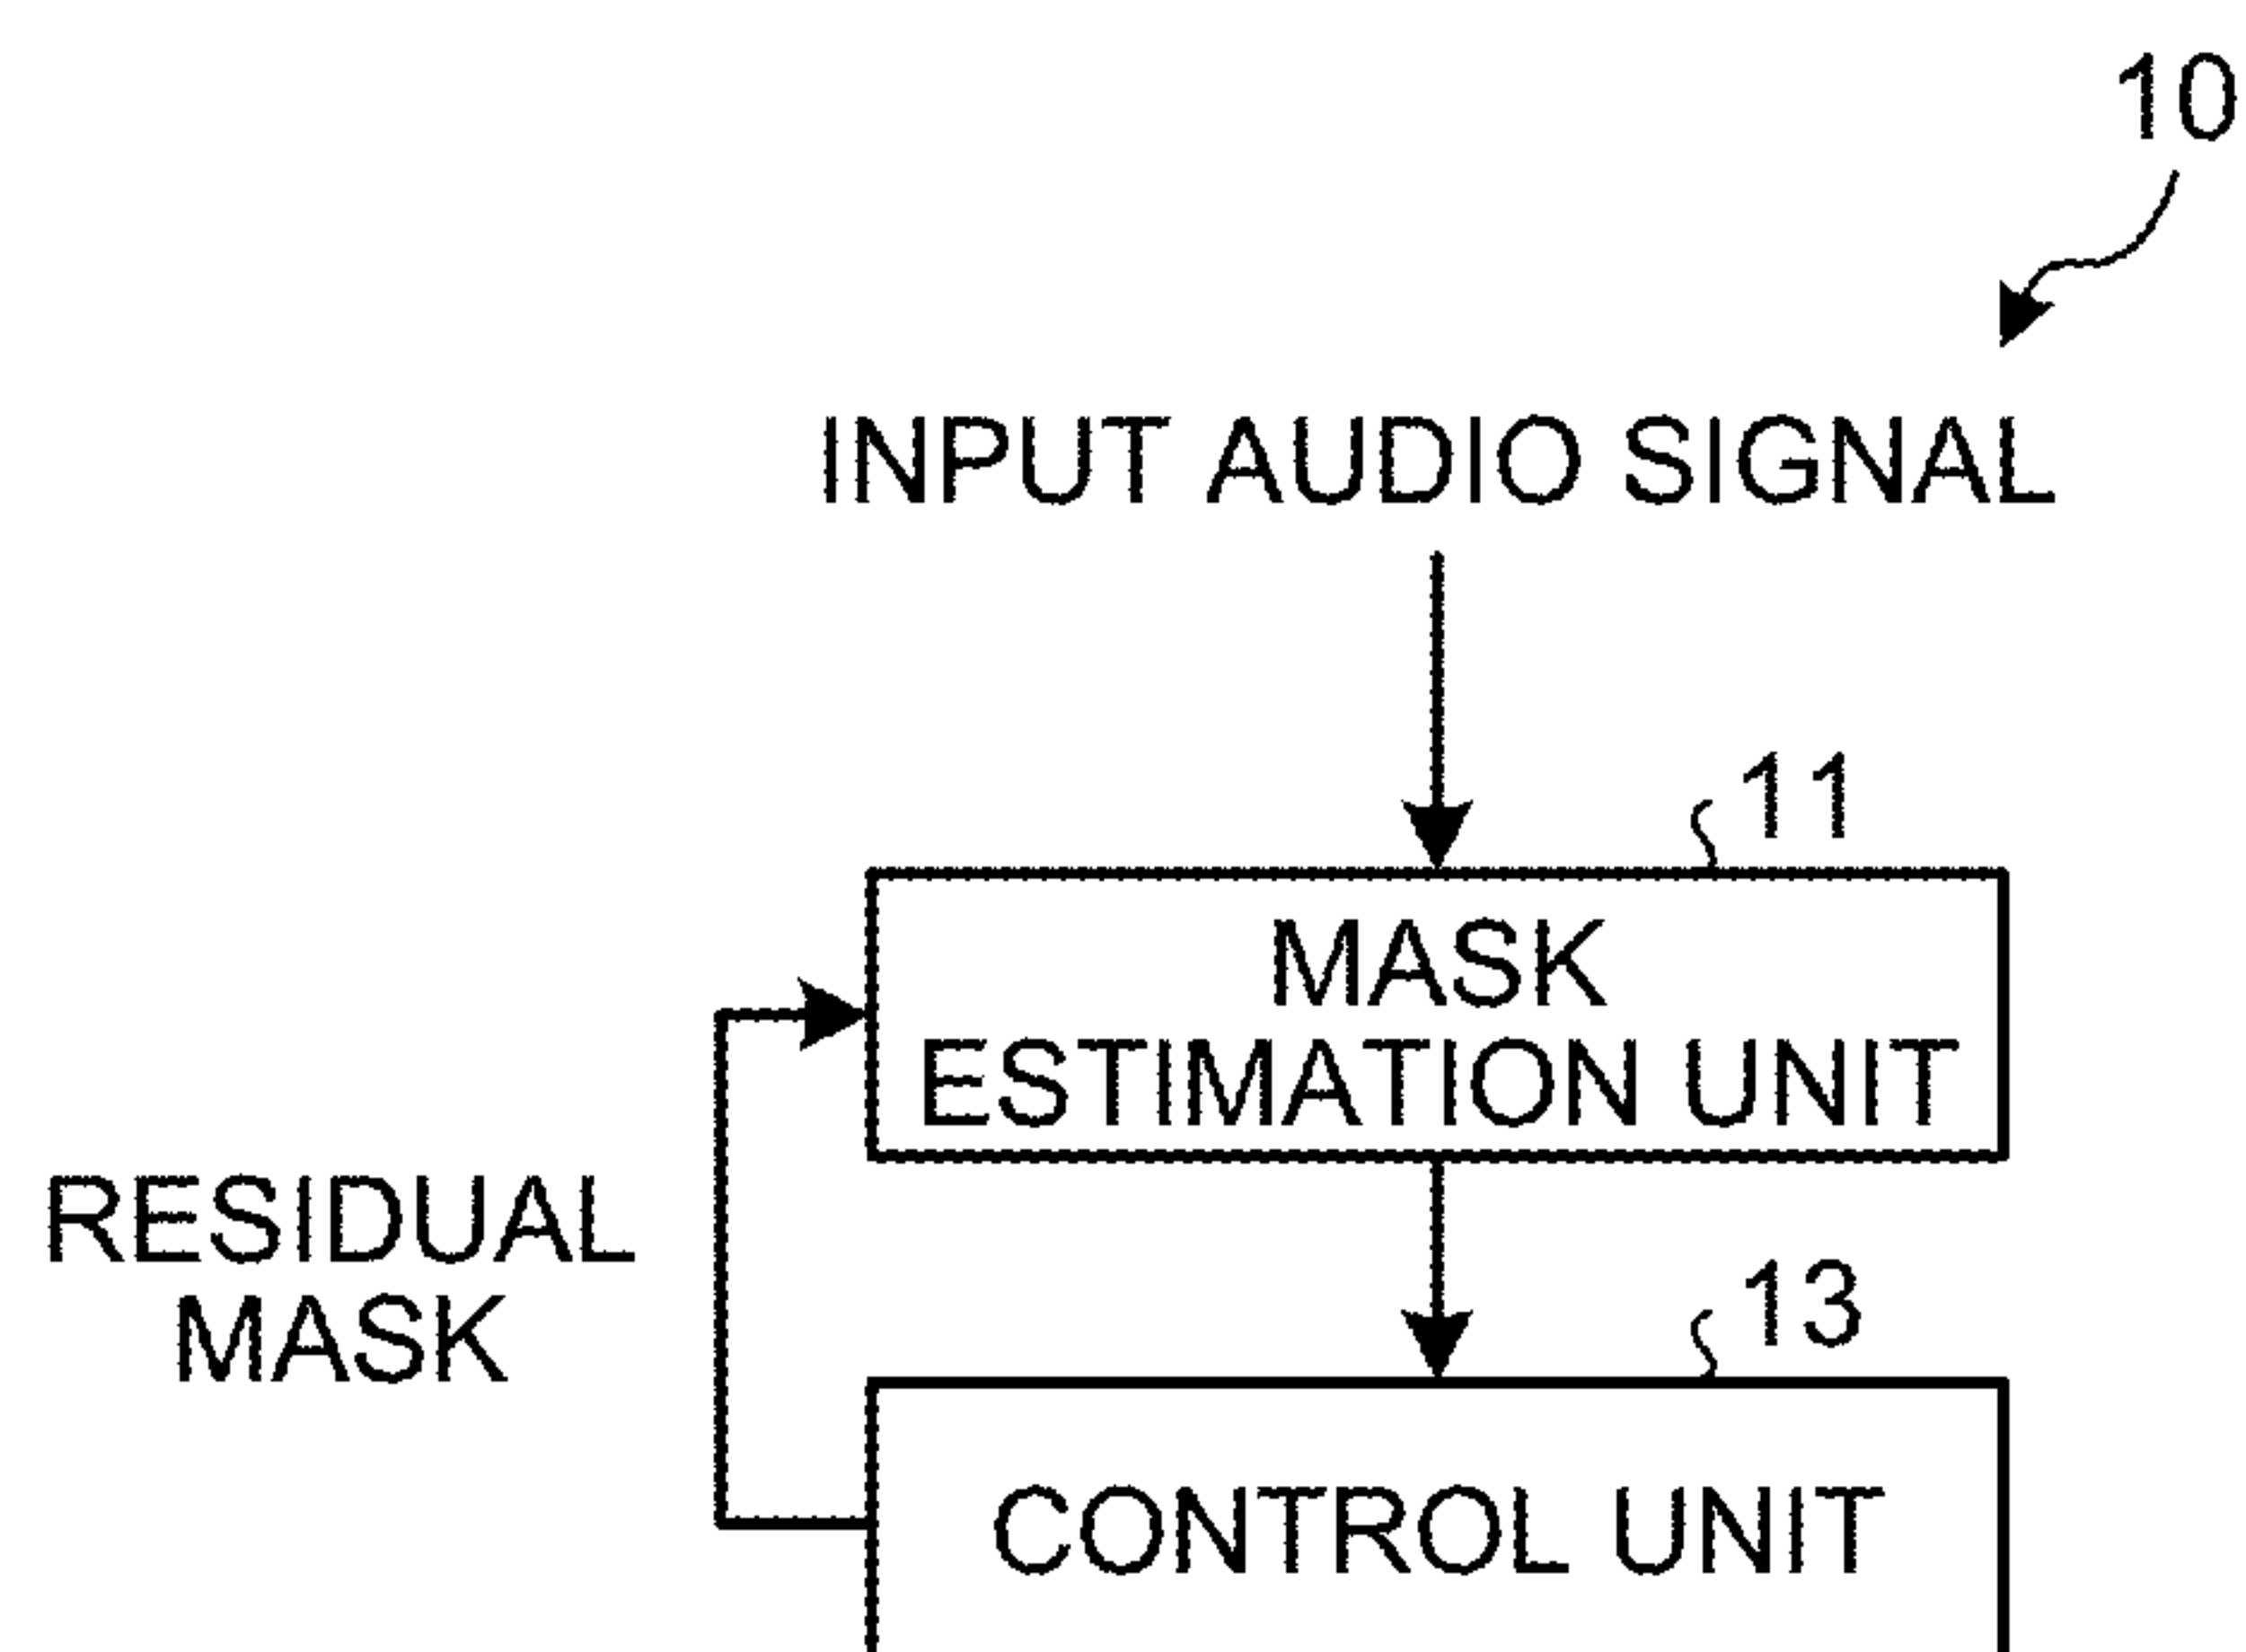 10
INPUT AUDIO SIGNAL
11
MASK
ESTIMATION UNIT
RESIDUAL
MASK
13
CONTROL UNIT